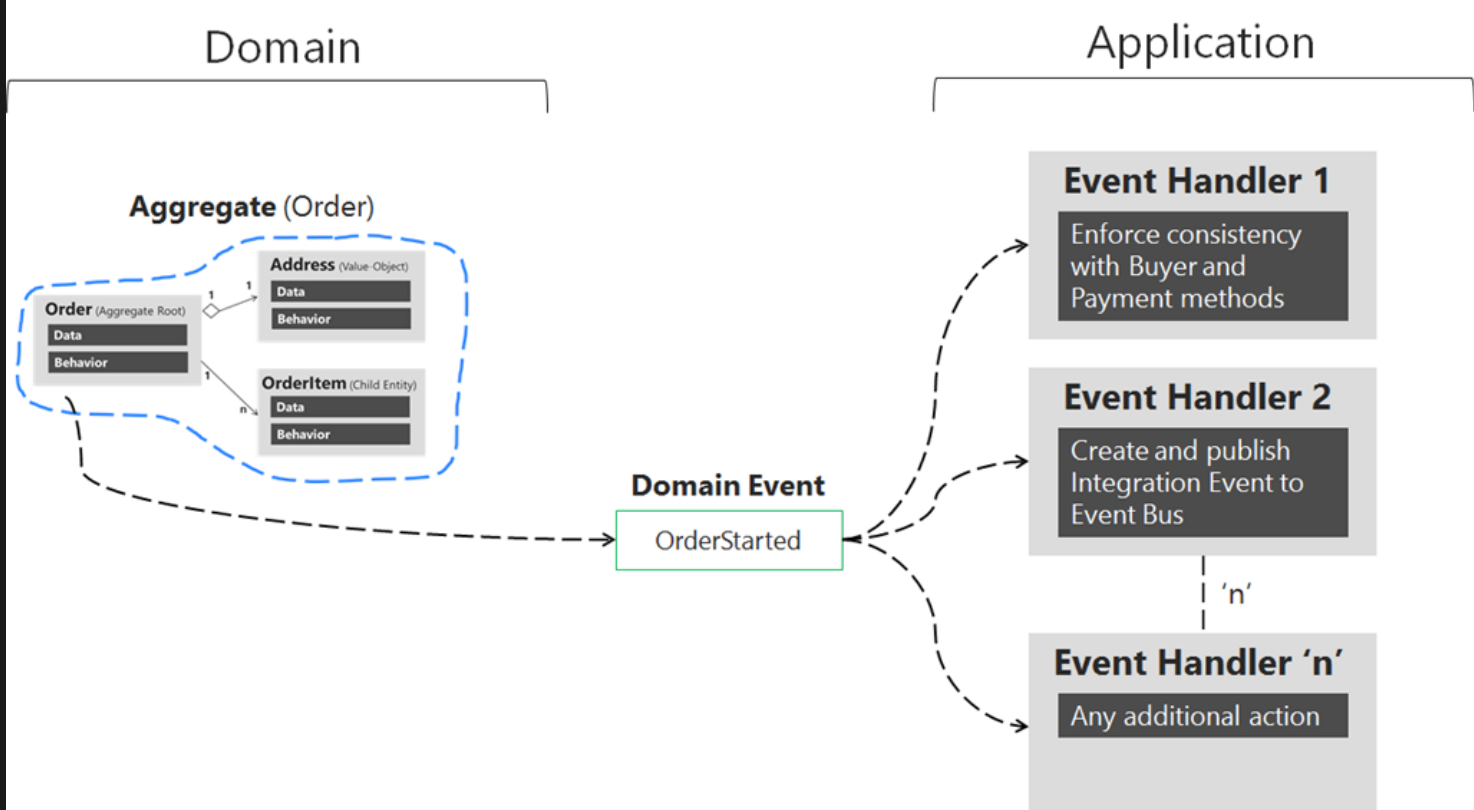 Domain
Application
Aggregate (Order)
Order (Aggregate Root)
Data
Behavior
1
1
Address (Value-Object)
Data
Behavior
1
n
OrderItem (Child Entity)
Data
Behavior
Domain Event
OrderStarted
Event Handler 1
Enforce consistency
with Buyer and
Payment methods
Event Handler 2
Create and publish
Integration Event to
Event Bus
‘n’
Event Handler ‘n’
Any additional action